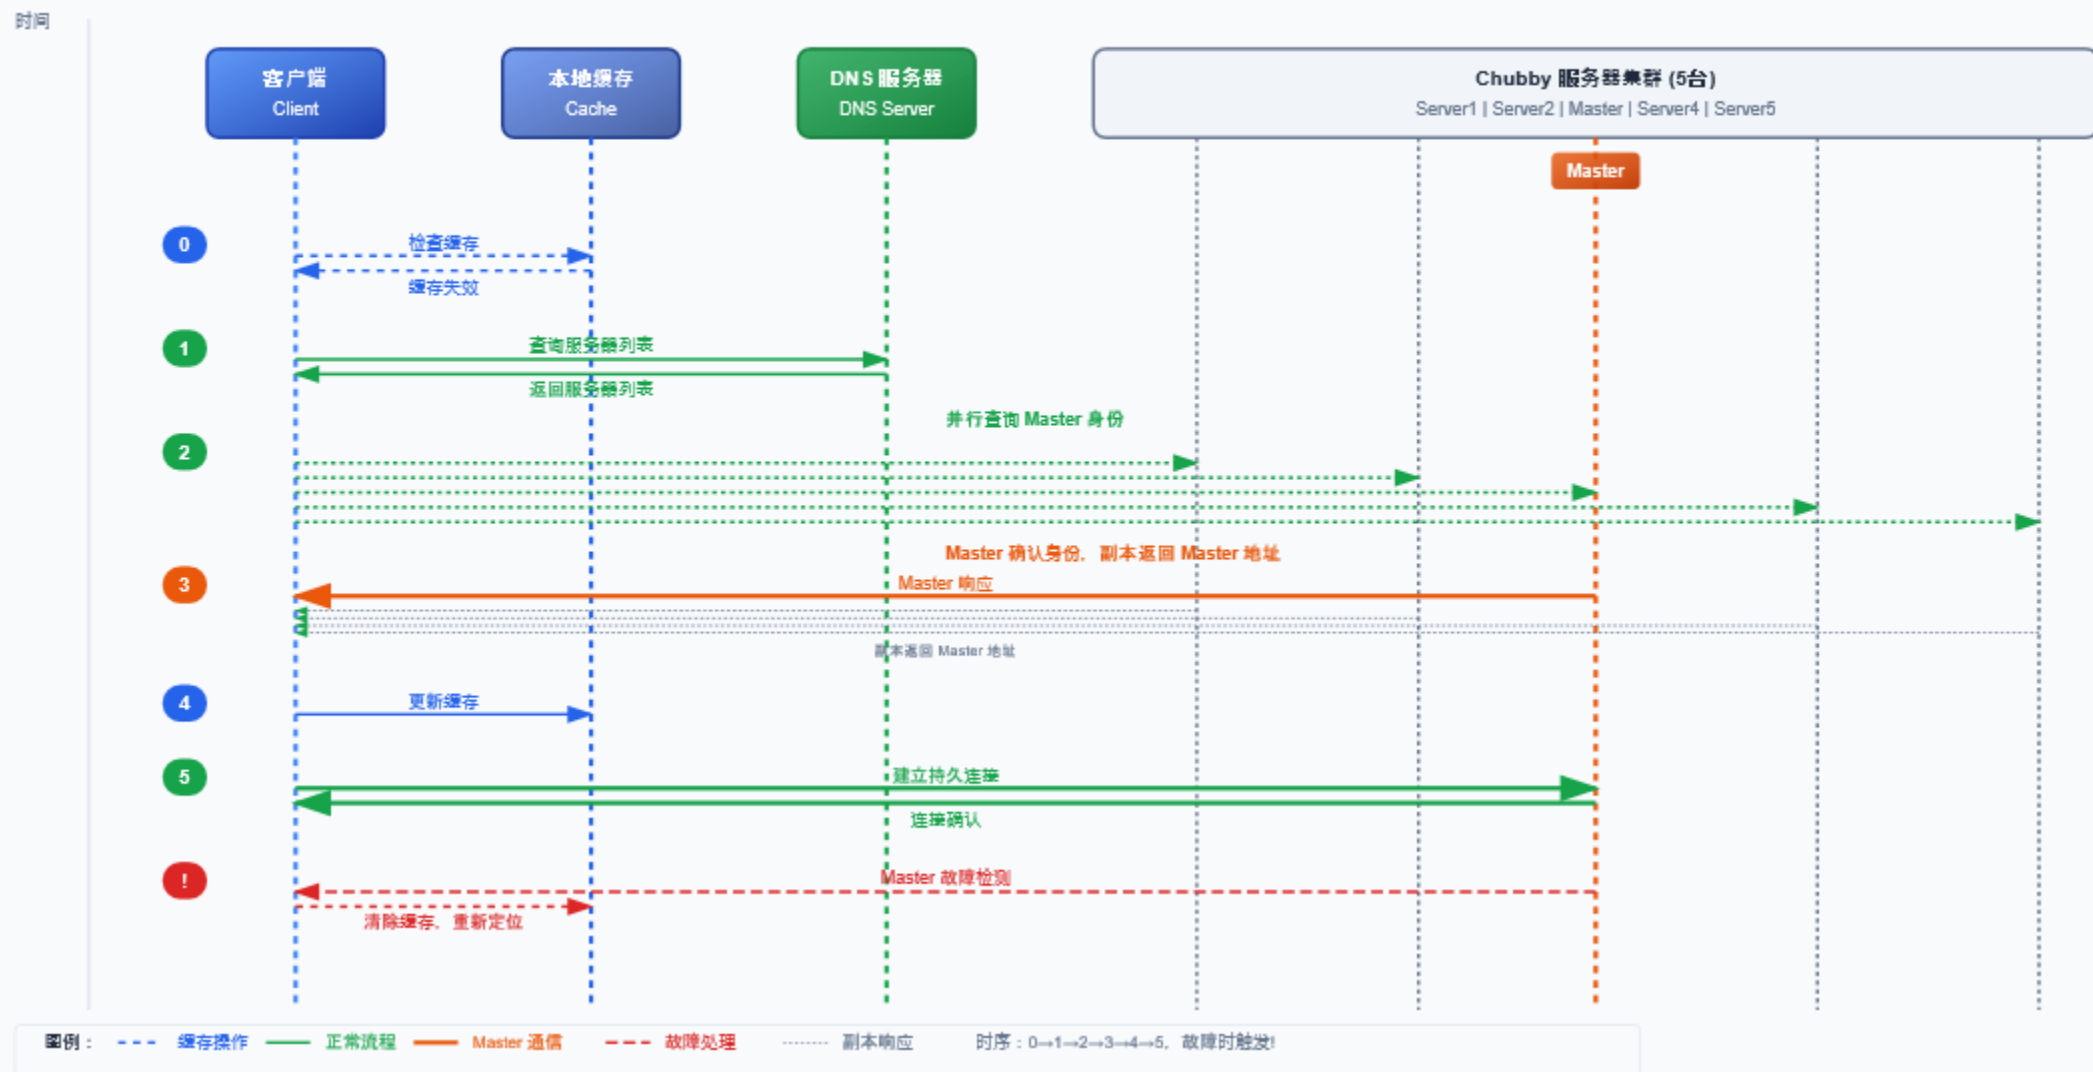 时间
客户端
Client
本地缓存
Cache
DNS 服务器
DNS Server
Chubby 服务器集群 (5台)
Server1 | Server2 | Master | Server4 | Server5
Master
0
检查缓存
缓存失效
1
查询服务器列表
返回服务器列表
并行查询 Master 身份
2
Master 确认身份，副本返回 Master 地址
3
Master 响应
副本返回 Master 地址
4
更新缓存
5
建立持久连接
连接确认
!
Master 故障检测
清除缓存，重新定位
图例： 缓存操作 正常流程 Master 通信 故障处理 副本响应 时序：0→1→2→3→4→5，故障时触发!